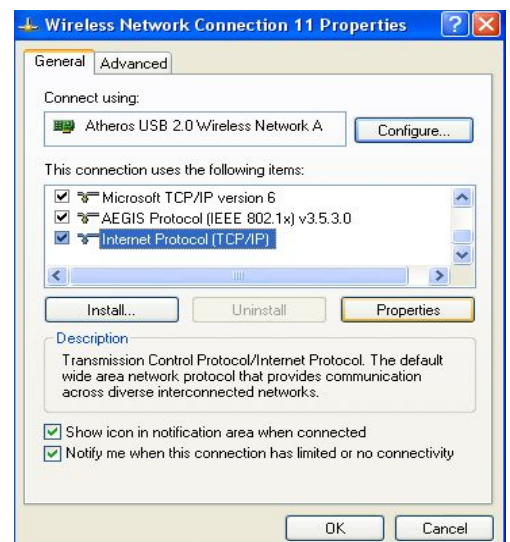 Wireless Network Connection 11 Properties
General Advanced
Connect using:
Atheros USB 2.0 Wireless Network A Configure...
This connection uses the following items:
Microsoft TCP/IP version 6
AEGIS Protocol (IEEE 802.1x) v3.5.3.0
Internet Protocol (TCP/IP)
Install... Uninstall Properties
Description
Transmission Control Protocol/Internet Protocol. The default
wide area network protocol that provides communication
across diverse interconnected networks.
Show icon in notification area when connected
Notify me when this connection has limited or no connectivity
OK Cancel